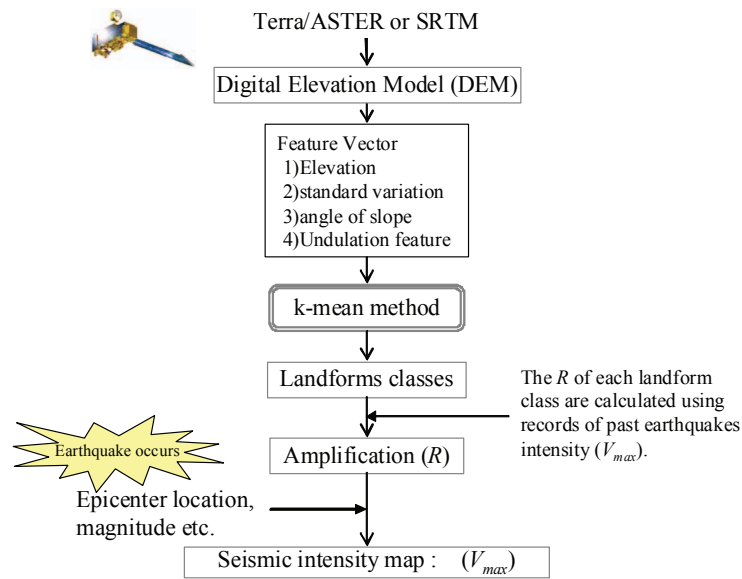 Terra/ASTER or SRTM
Digital Elevation Model (DEM)
Feature Vector
1)Elevation
2)standard variation
3)angle of slope
4)Undulation feature
k-mean method
Landforms classes
The R of each landform
class are calculated using
records of past earthquakes
intensity (Vmax).
Earthquake occurs
Amplification (R)
Epicenter location,
magnitude etc.
Seismic intensity map : (Vmax)